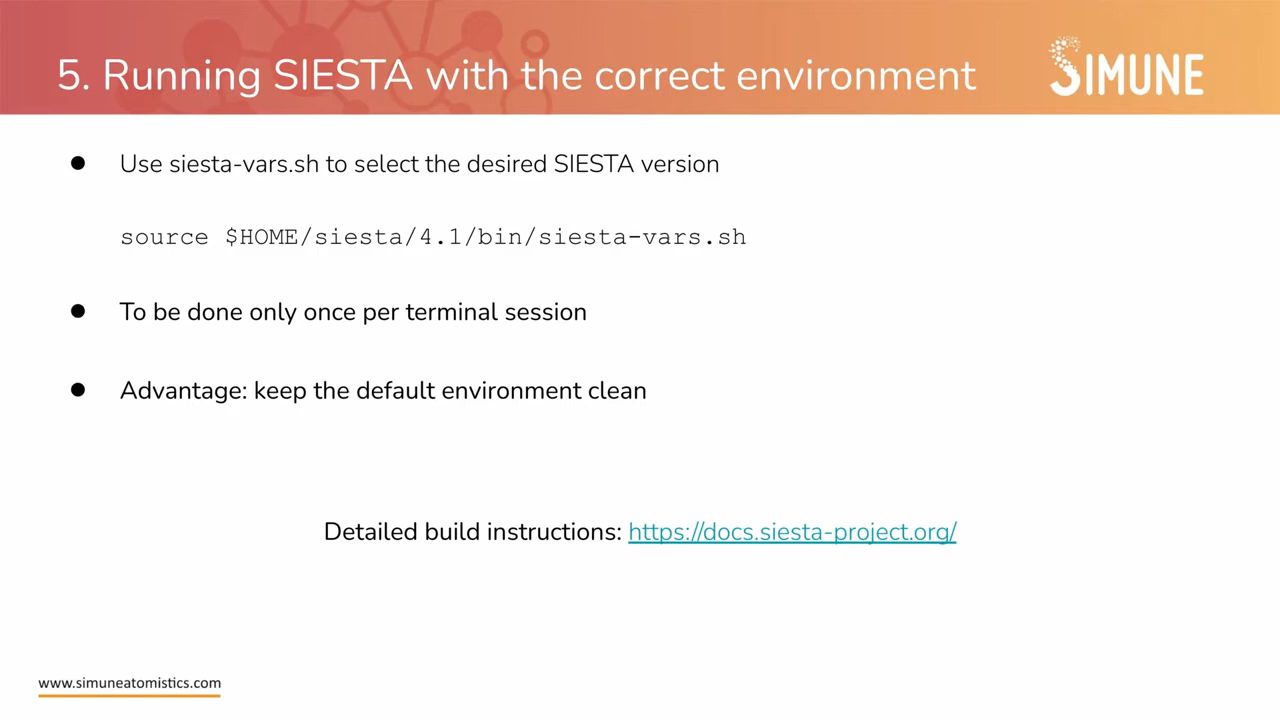 5. Running SIESTA with the correct environment
SIMUNE
● Use siesta-vars.sh to select the desired SIESTA version
source $HOME/siesta/4.1/bin/siesta-vars.sh
● To be done only once per terminal session
● Advantage: keep the default environment clean
Detailed build instructions: https://docs.siesta-project.org/
www.simuneatomistics.com